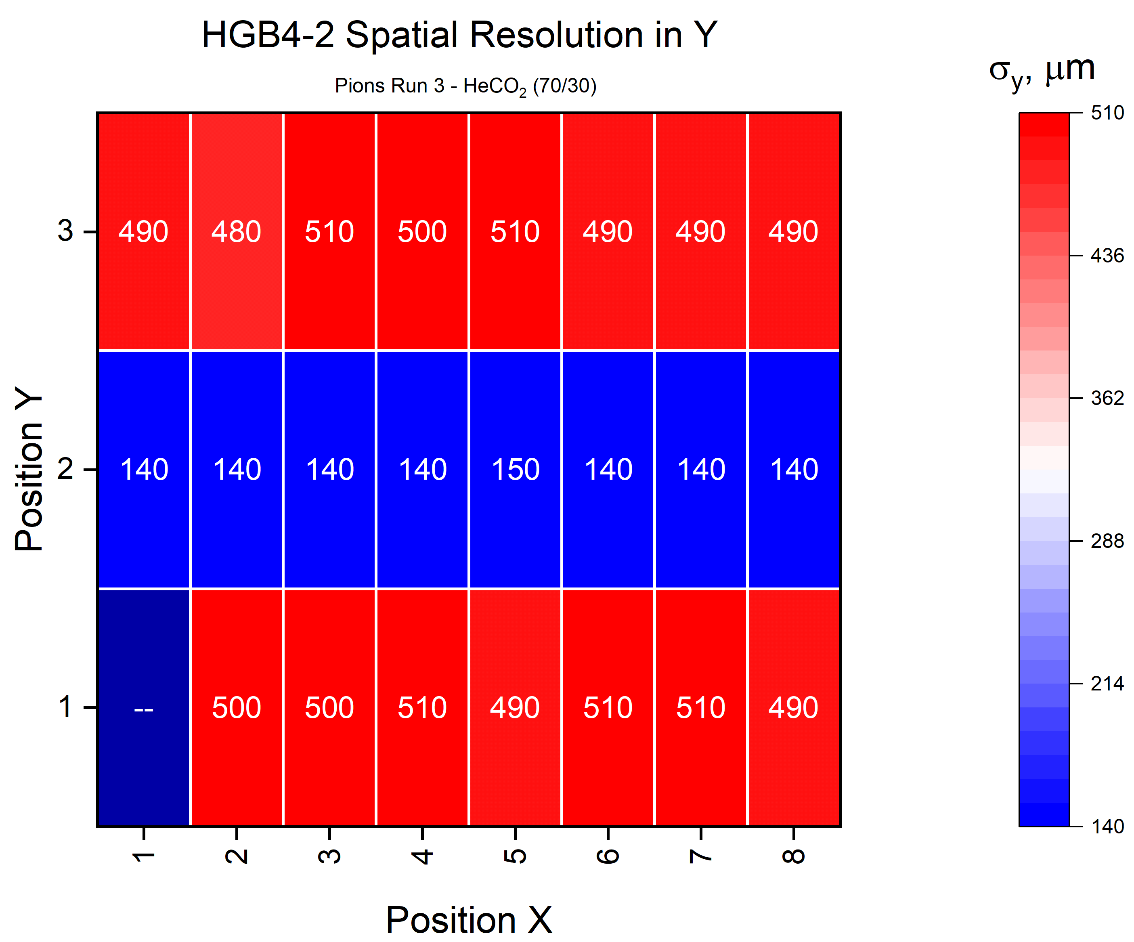 HGB4-2 Spatial Resolution in Y
Pions Run 3 - HeCO₂ (70/30)
σy, μm
510
436
362
288
214
140
Position Y
3
490 480 510 500 510 490 490 490
2
140 140 140 140 150 140 140 140
1
-- 500 500 510 490 510 510 490
1 2 3 4 5 6 7 8
Position X